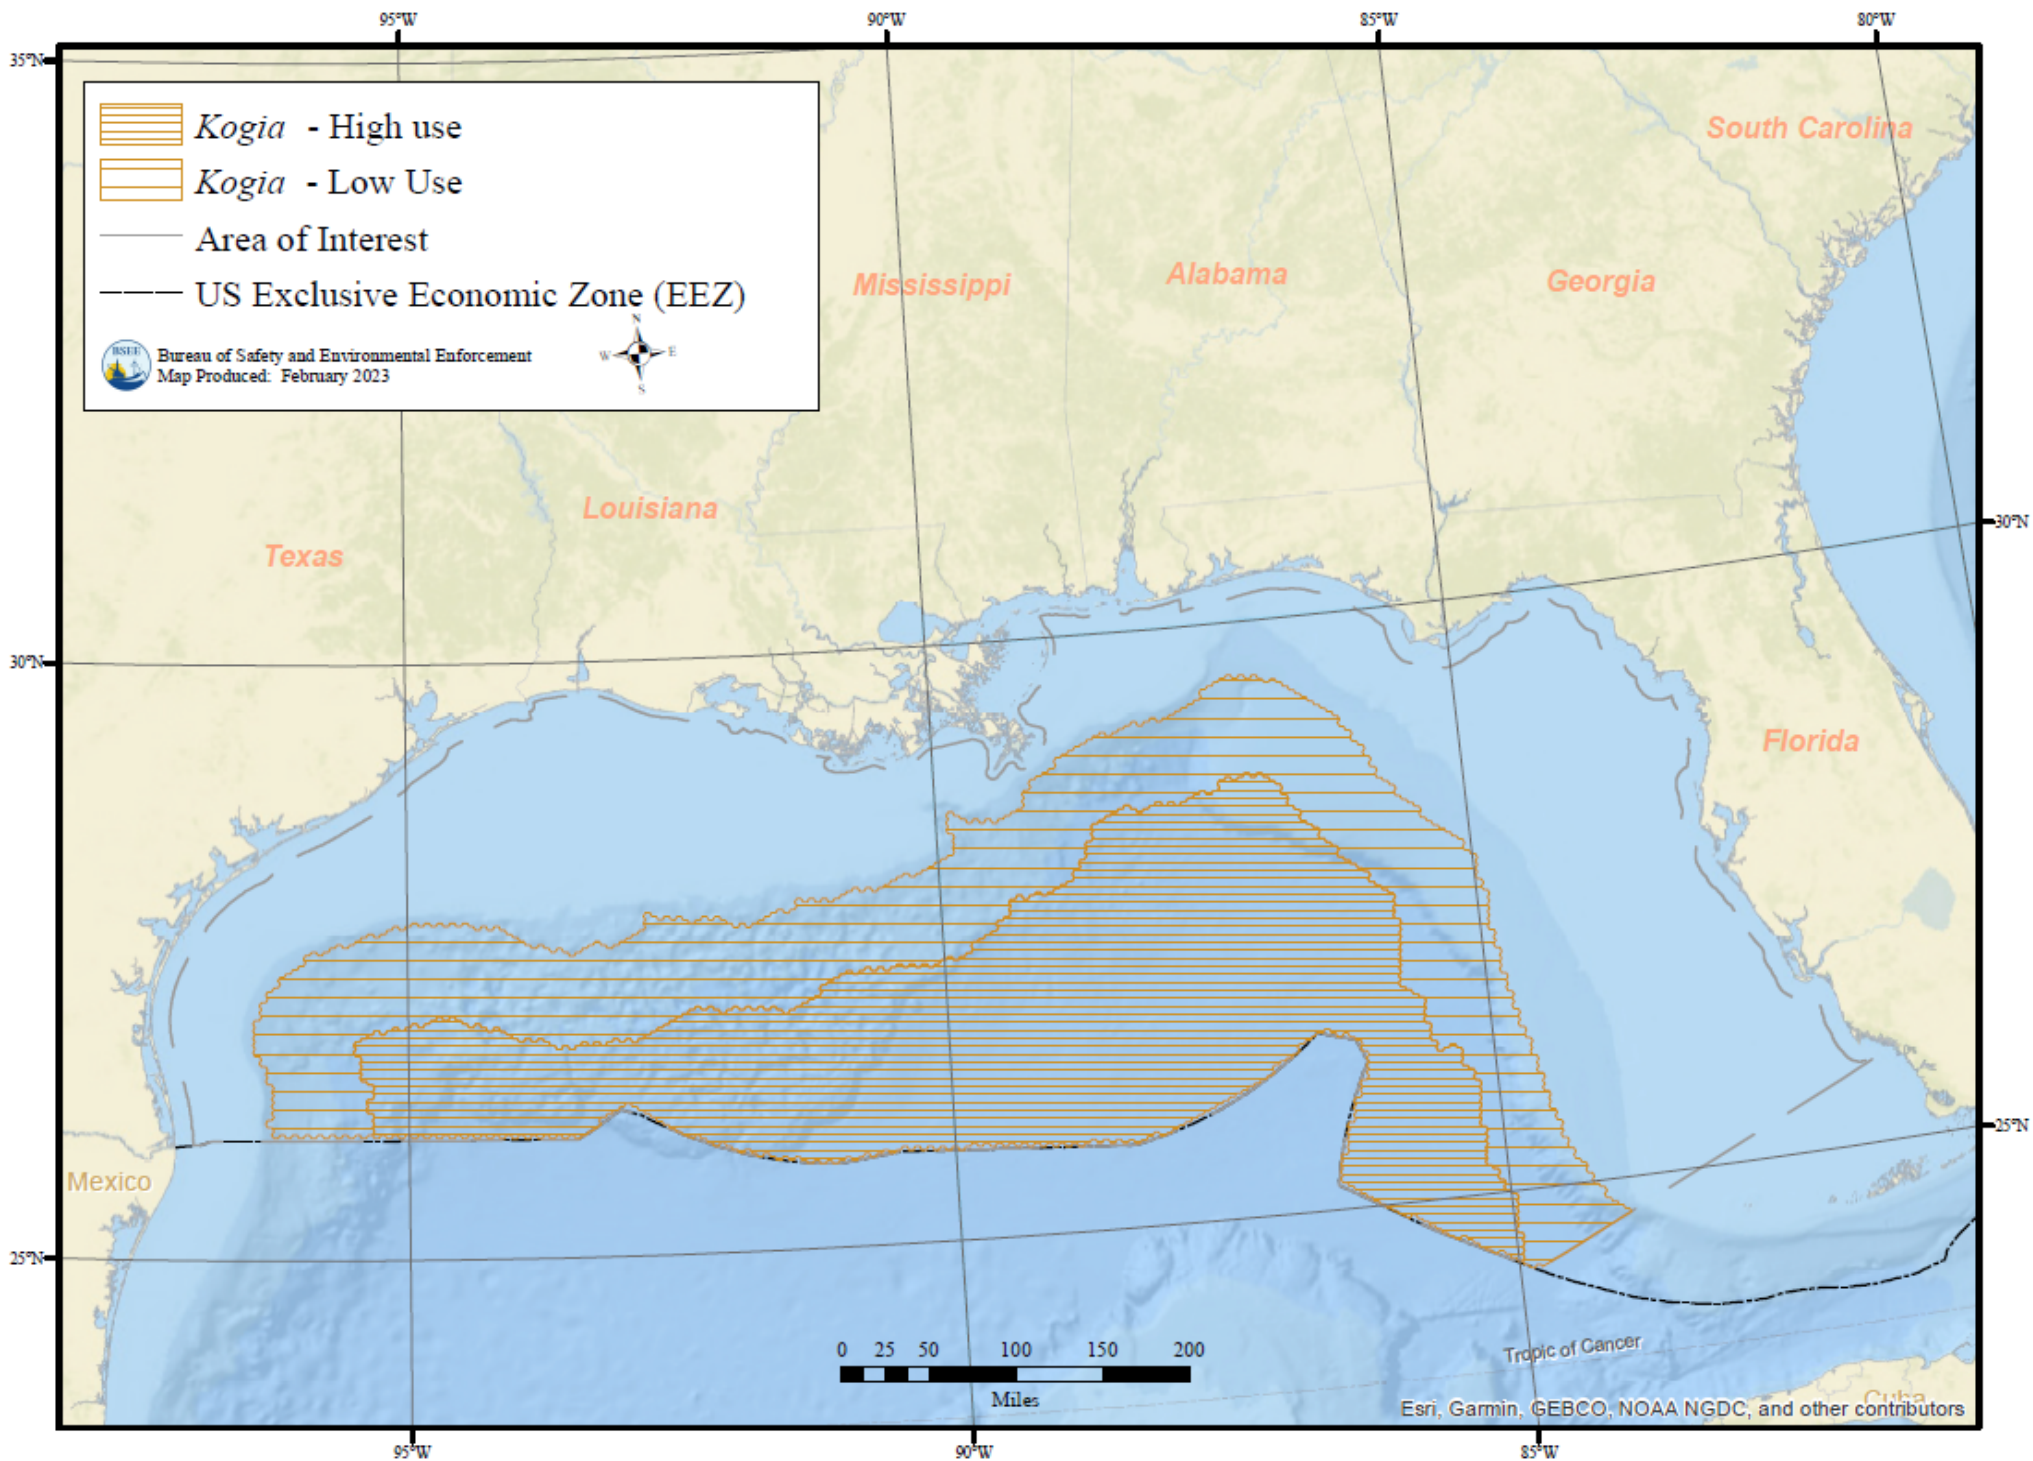 95°W 90°W 85°W 80°W
35°N
Kogia - High use
Kogia - Low Use
Area of Interest
US Exclusive Economic Zone (EEZ)
BSEE
Bureau of Safety and Environmental Enforcement
Map Produced: February 2023
N
W E
S
South Carolina
Mississippi
Alabama
Georgia
Louisiana
Texas
30°N
30°N
Florida
25°N
Mexico
25°N
0 25 50 100 150 200
Miles
Tropic of Cancer
Cuba
Esri, Garmin, GEBCO, NOAA NGDC, and other contributors
95°W 90°W 85°W